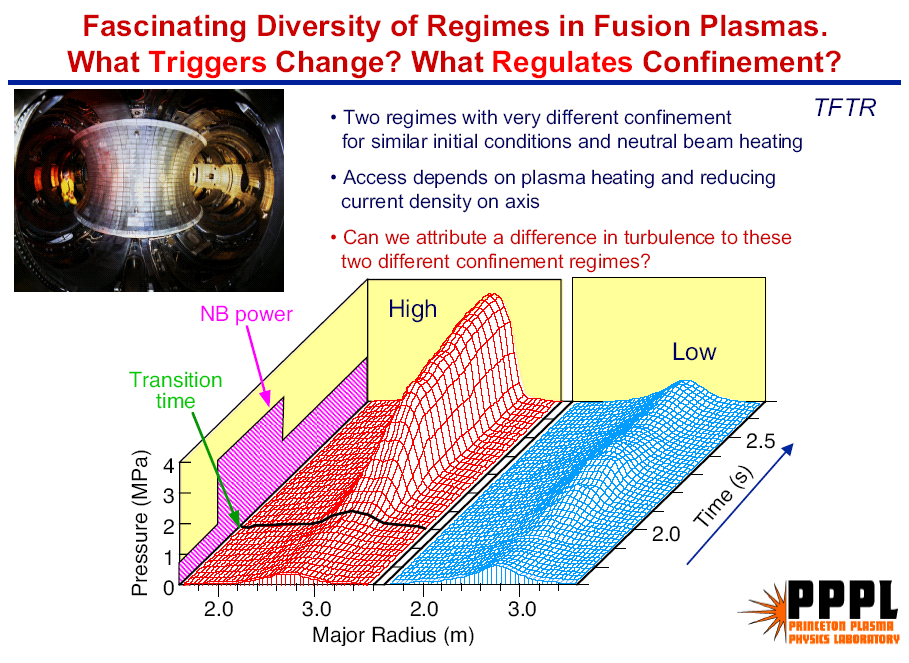 Fascinating Diversity of Regimes in Fusion Plasmas.
What Triggers Change? What Regulates Confinement?
TFTR
• Two regimes with very different confinement
for similar initial conditions and neutral beam heating
• Access depends on plasma heating and reducing
current density on axis
• Can we attribute a difference in turbulence to these
two different confinement regimes?
NB power
High
Low
Transition
time
Pressure (MPa)
4
3
2
1
0
2.0
3.0
2.0
3.0
Major Radius (m)
2.0
2.5
Time (s)
PPPL
PRINCETON PLASMA
PHYSICS LABORATORY